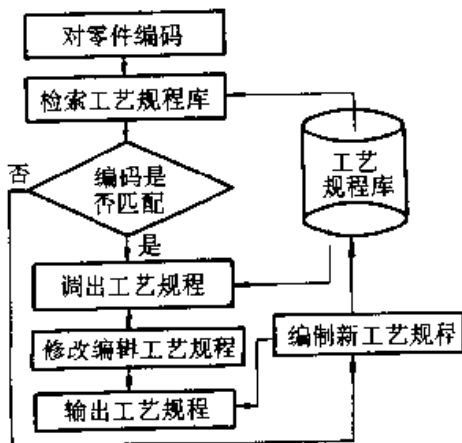 对零件编码
检索工艺规程库
否
编码是
否匹配
工艺
规程库
是
调出工艺规程
修改编辑工艺规程
编制新工艺规程
输出工艺规程